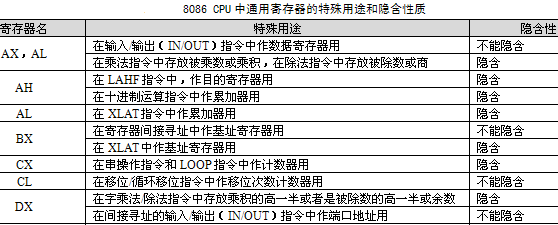 8086 CPU 中通用寄存器的特殊用途和隐含性质
寄存器名 特殊用途 隐含性
AX，AL 在输入/输出（IN/OUT）指令中作数据寄存器用 不能隐含
在乘法指令中存放被乘数或乘积，在除法指令中存放被除数或商 隐含
AH 在 LAHF 指令中，作目的寄存器用 隐含
在十进制运算指令中作累加器用 隐含
AL 在 XLAT 指令中作累加器用 隐含
BX 在寄存器间接寻址中作基址寄存器用 不能隐含
在 XLAT 中作基址寄存器用 隐含
CX 在串操作指令和 LOOP 指令中作计数器用 隐含
CL 在移位/循环移位指令中作移位次数计数器用 不能隐含
DX 在字乘法/除法指令中存放乘积的高一半或者是被除数的高一半或余数 隐含
在间接寻址的输入/输出（IN/OUT）指令中作端口地址用 不能隐含